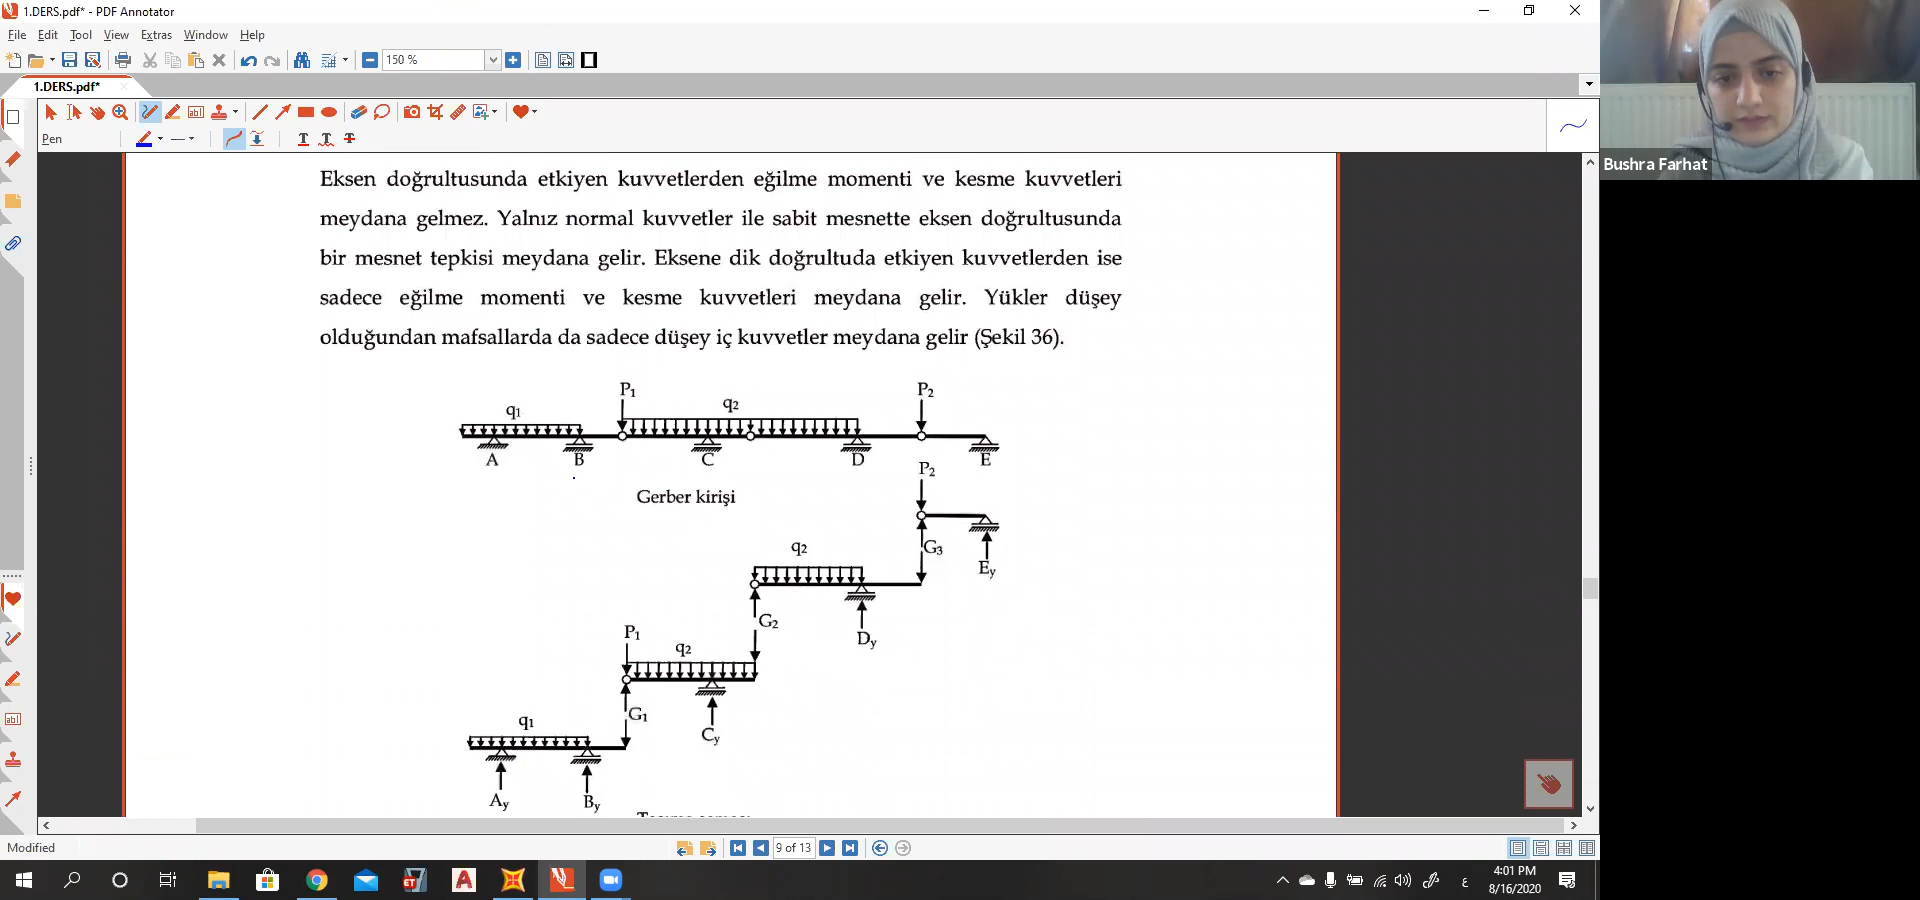 1.DERS.pdf* - PDF Annotator
File Edit Tool View Extras Window Help
150 %
1.DERS.pdf*
Pen
Bushra Farhat
Eksen doğrultusunda etkiyen kuvvetlerden eğilme momenti ve kesme kuvvetleri
meydana gelmez. Yalnız normal kuvvetler ile sabit mesnette eksen doğrultusunda
bir mesnet tepkisi meydana gelir. Eksene dik doğrultuda etkiyen kuvvetlerden ise
sadece eğilme momenti ve kesme kuvvetleri meydana gelir. Yükler düşey
olduğundan mafsallarda da sadece düşey iç kuvvetler meydana gelir (Şekil 36).
P₁ P₂
q₁ q₂
A B C D E
P₂
Gerber kirişi
q₂ G₃
Ey
G₂
Dy
P₁
q₂
G₁
q₁
Cy
Ay By
Modified
9 of 13
4:01 PM
8/16/2020